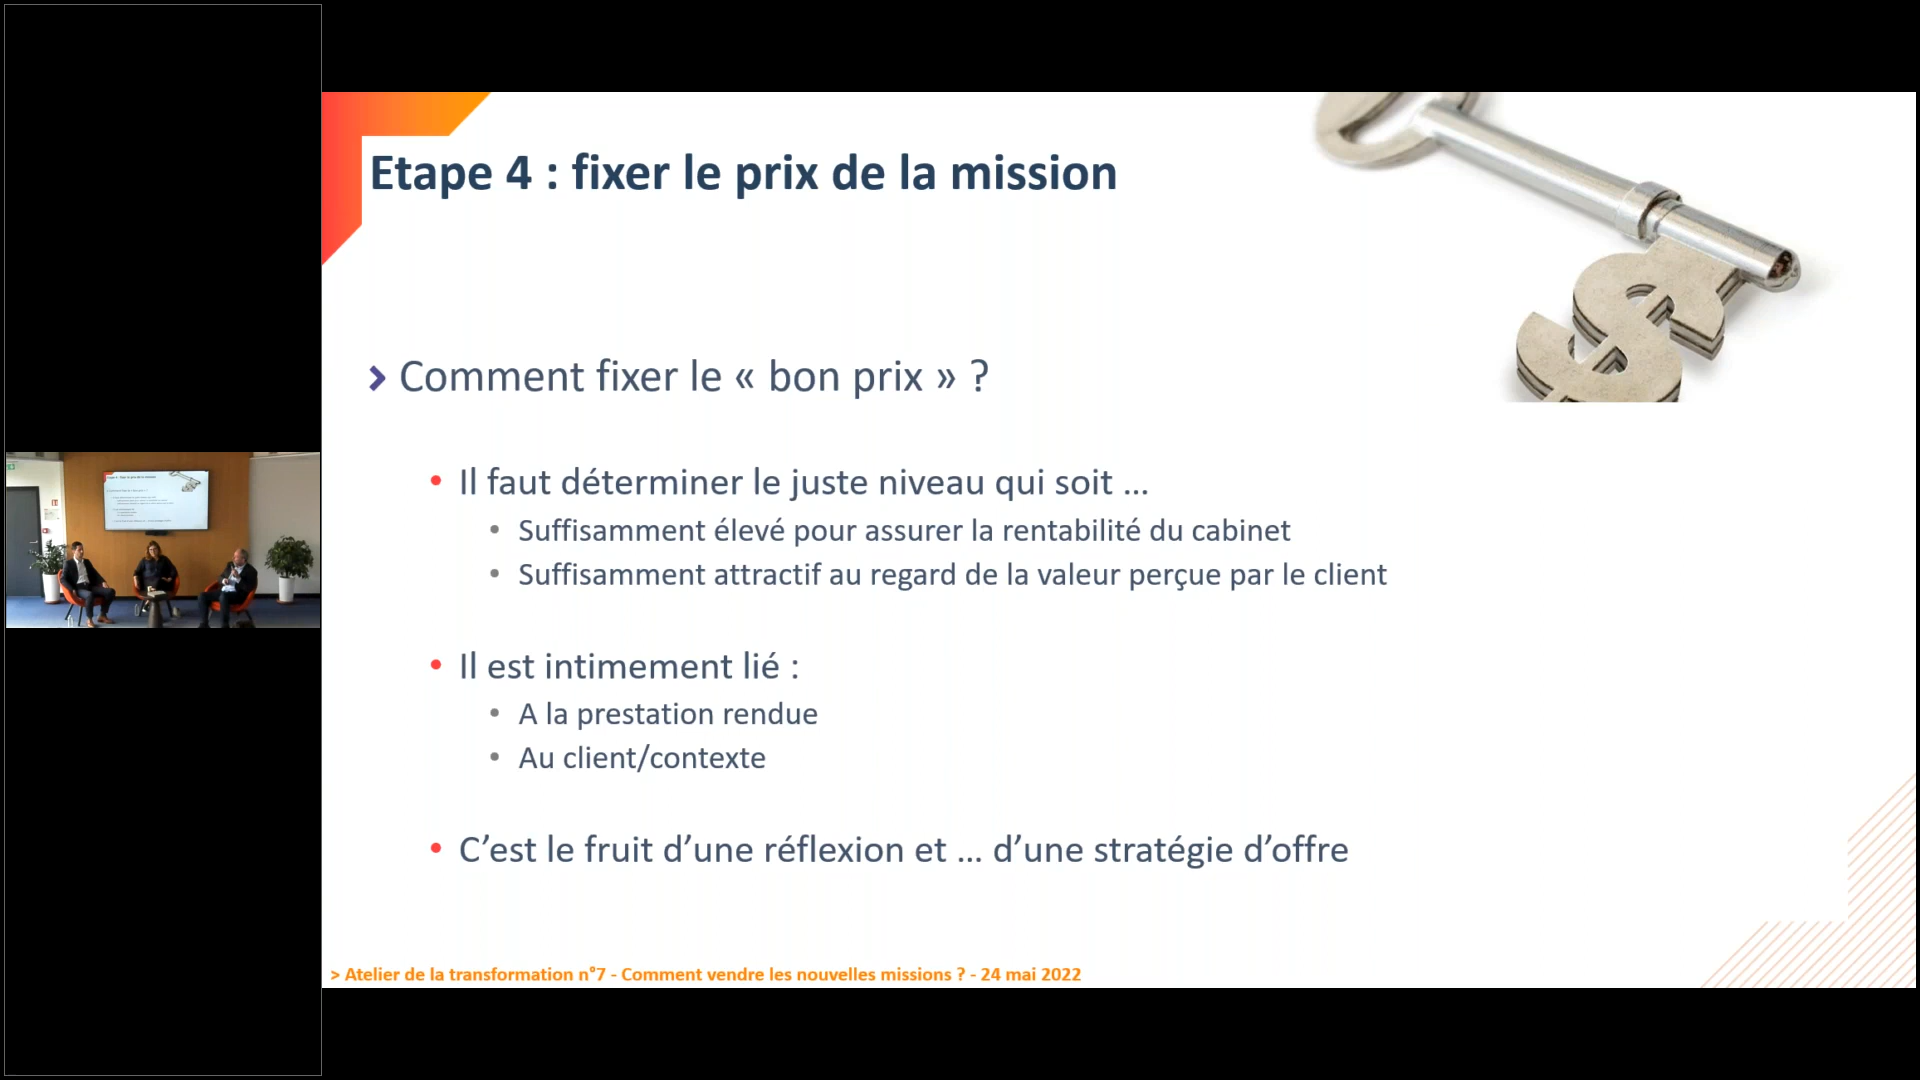 Etape 4 : fixer le prix de la mission
Comment fixer le « bon prix » ?
• Il faut déterminer le juste niveau qui soit ...
• Suffisamment élevé pour assurer la rentabilité du cabinet
• Suffisamment attractif au regard de la valeur perçue par le client
• Il est intimement lié :
• A la prestation rendue
• Au client/contexte
• C’est le fruit d’une réflexion et ... d’une stratégie d’offre
> Atelier de la transformation n°7 - Comment vendre les nouvelles missions ? - 24 mai 2022